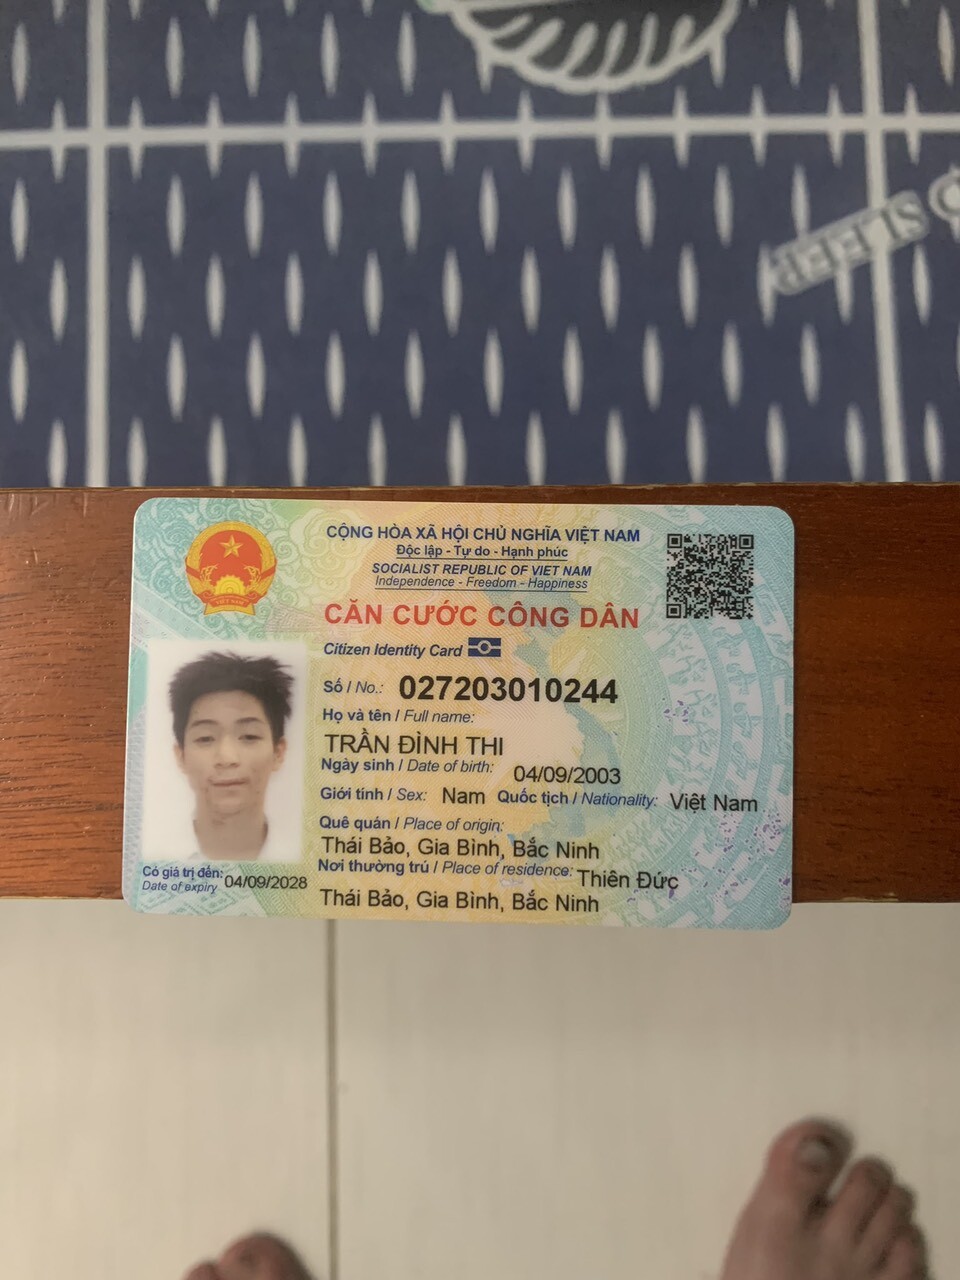 SLEEP
CỘNG HÒA XÃ HỘI CHỦ NGHĨA VIỆT NAM
Độc lập - Tự do - Hạnh phúc
SOCIALIST REPUBLIC OF VIET NAM
Independence - Freedom - Happiness
CĂN CƯỚC CÔNG DÂN
Citizen Identity Card
Số / No.: 027203010244
Họ và tên / Full name:
TRẦN ĐÌNH THI
Ngày sinh / Date of birth: 04/09/2003
Giới tính / Sex: Nam Quốc tịch / Nationality: Việt Nam
Quê quán / Place of origin:
Thái Bảo, Gia Bình, Bắc Ninh
Nơi thường trú / Place of residence: Thiên Đức
Thái Bảo, Gia Bình, Bắc Ninh
Có giá trị đến: 04/09/2028
Date of expiry